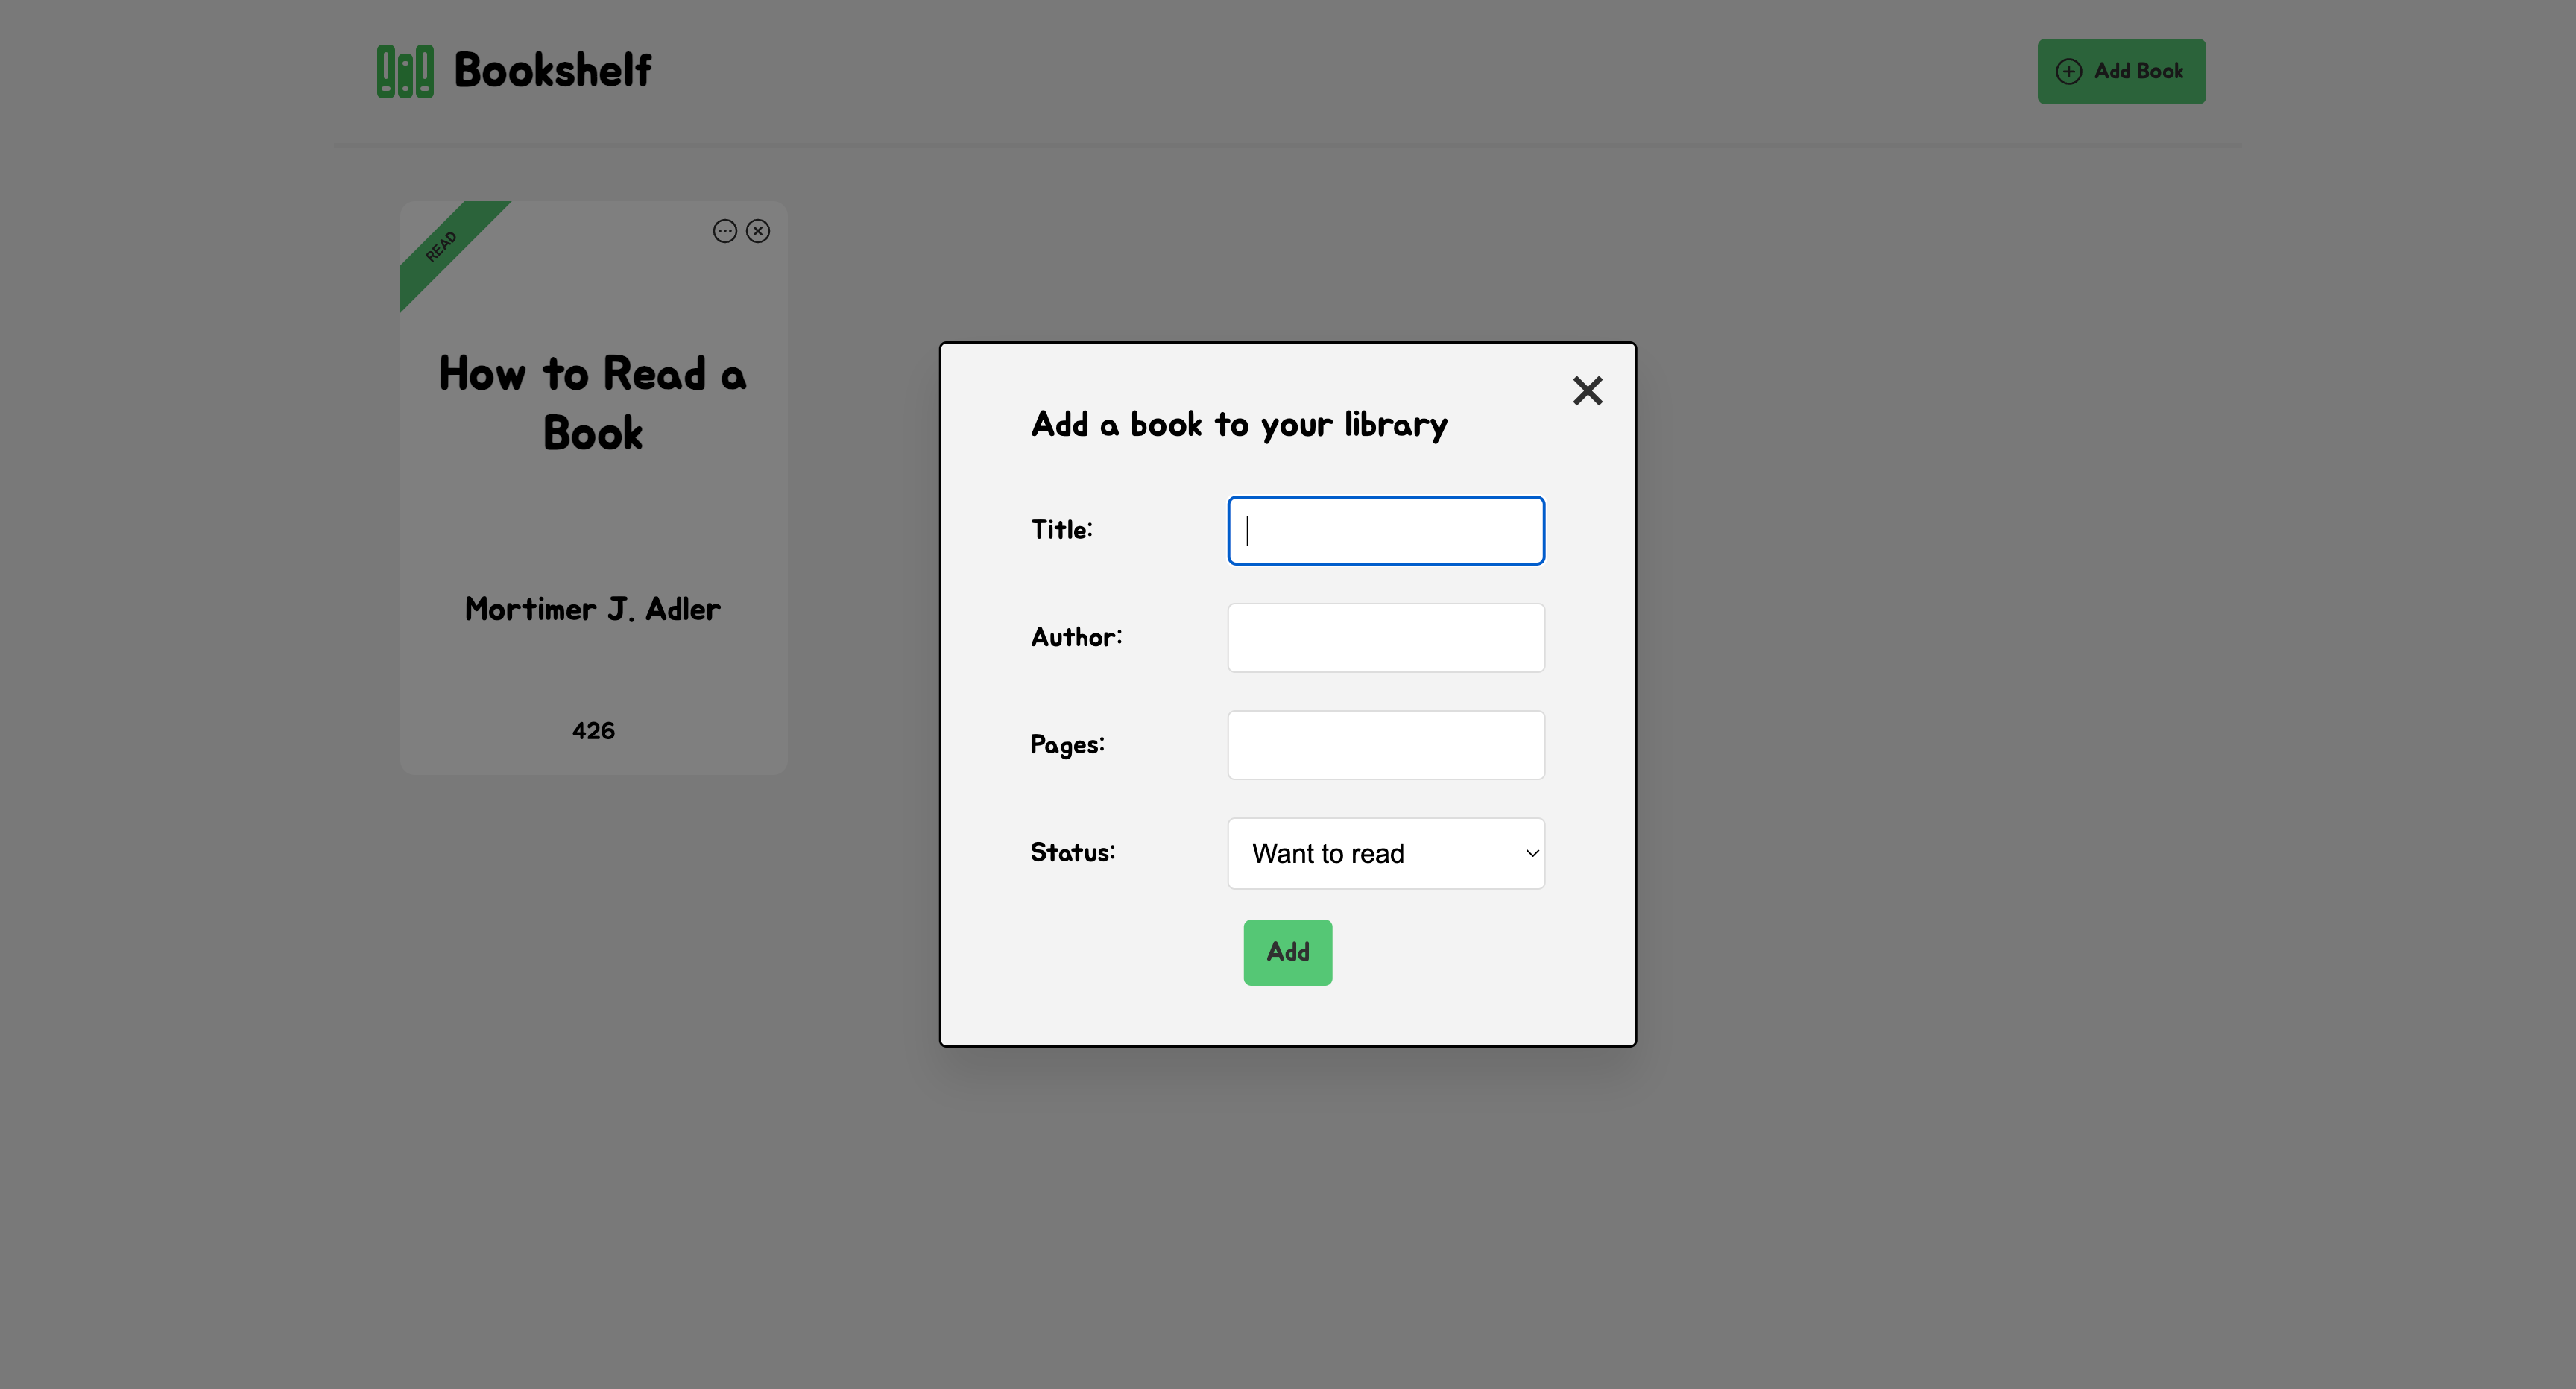 Bookshelf
Add Book
READ
How to Read a
Book
Mortimer J. Adler
426
Add a book to your library
Title:
Author:
Pages:
Status:
Want to read
Add